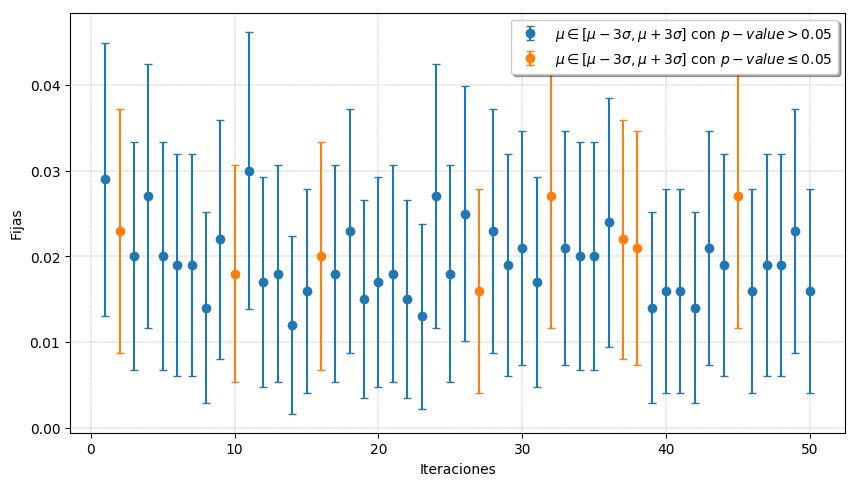 μ ∈ [μ − 3σ, μ + 3σ] con p − value > 0.05
μ ∈ [μ − 3σ, μ + 3σ] con p − value ≤ 0.05
0.04
0.03
0.02
0.01
0.00
Fijas
0 10 20 30 40 50
Iteraciones